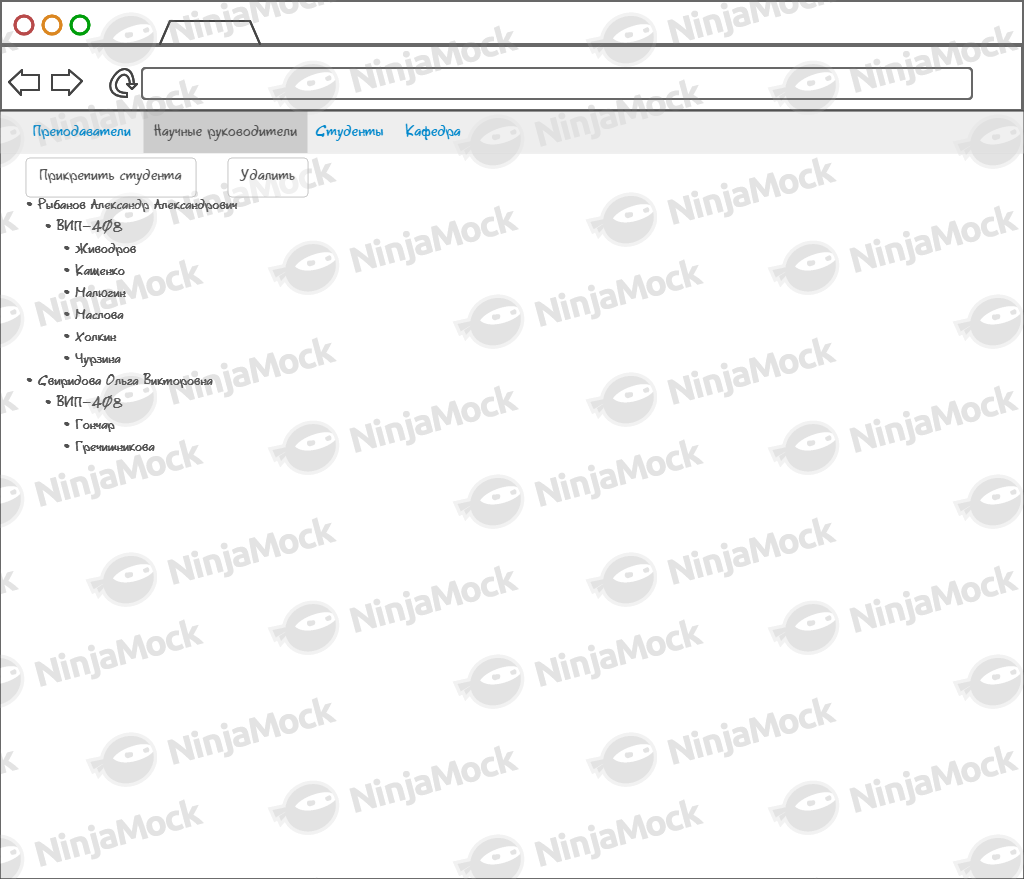 Преподаватели Научные руководители Студенты Кафедра
Прикрепить студента Удалить
• Рыбанов Александр Александрович
• ВИП-408
• Живодров
• Кащенко
• Малюгин
• Маслова
• Холкин
• Чурзина
• Свиридова Ольга Викторовна
• ВИП-408
• Гончар
• Гречишникова
NinjaMock